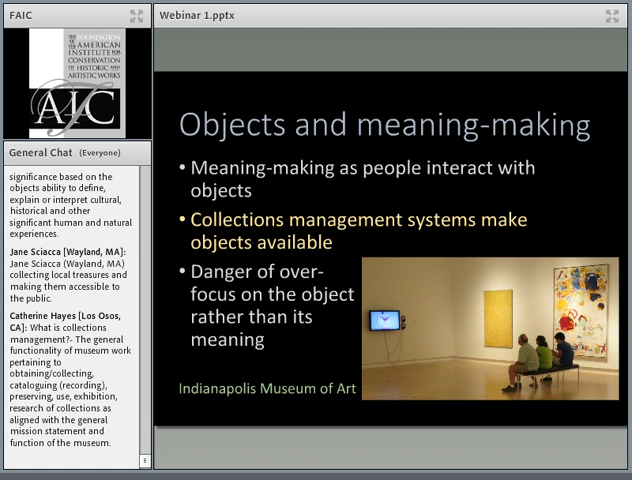 FAIC
THE FOUNDATION
OF THE AMERICAN
INSTITUTE FOR
CONSERVATION
OF HISTORIC AND
ARTISTIC WORKS
AIC
General Chat (Everyone)
significance based on the
objects ability to define,
explain or interpret cultural,
historical and other
significant human and natural
experiences.
Jane Sciacca [Wayland, MA]:
Jane Sciacca (Wayland, MA)
collecting local treasures and
making them accessible to
the public.
Catherine Hayes [Los Osos,
CA]: What is collections
management?- The general
functionality of museum work
pertaining to
obtaining/collecting,
cataloguing (recording),
preserving, use, exhibition,
research of collections as
aligned with the general
mission statement and
function of the museum.
Webinar 1.pptx
Objects and meaning-making
• Meaning-making as people interact with
objects
• Collections management systems make
objects available
• Danger of over-
focus on the object
rather than its
meaning
Indianapolis Museum of Art